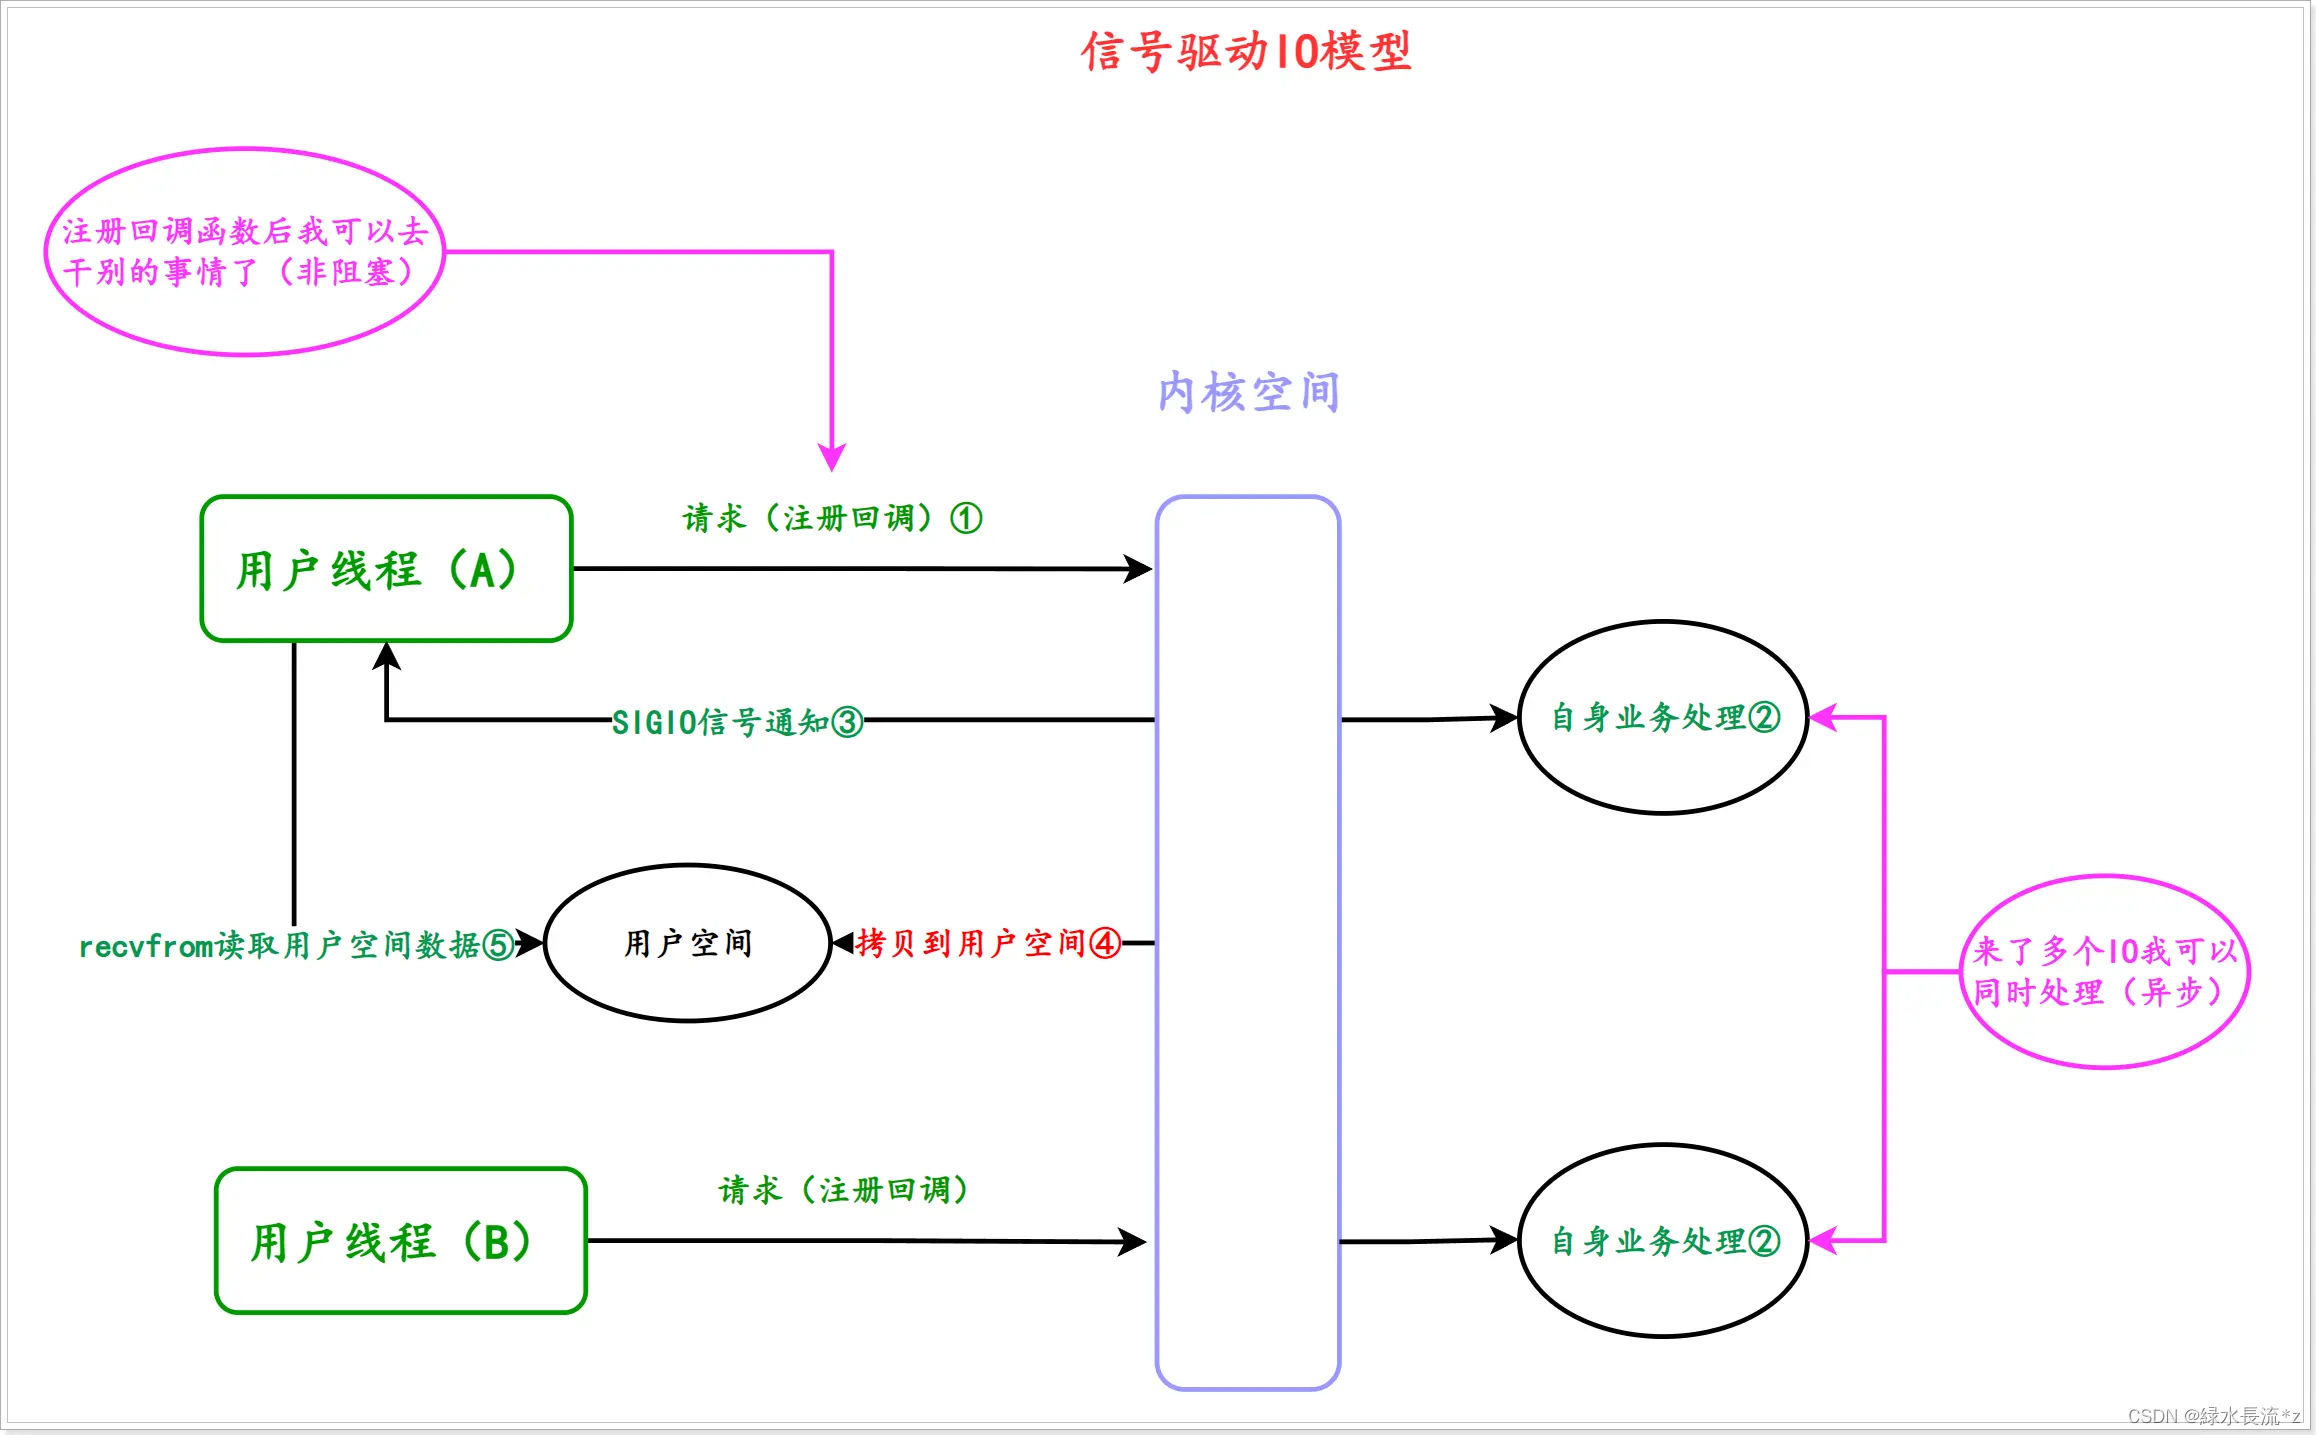 信号驱动IO模型
注册回调函数后我可以去
干别的事情了（非阻塞）
内核空间
请求（注册回调）①
用户线程（A）
SIGIO信号通知③
自身业务处理②
recvfrom读取用户空间数据⑤
用户空间
拷贝到用户空间④
来了多个IO我可以
同时处理（异步）
请求（注册回调）
用户线程（B）
自身业务处理②
CSDN @緑水長流*z